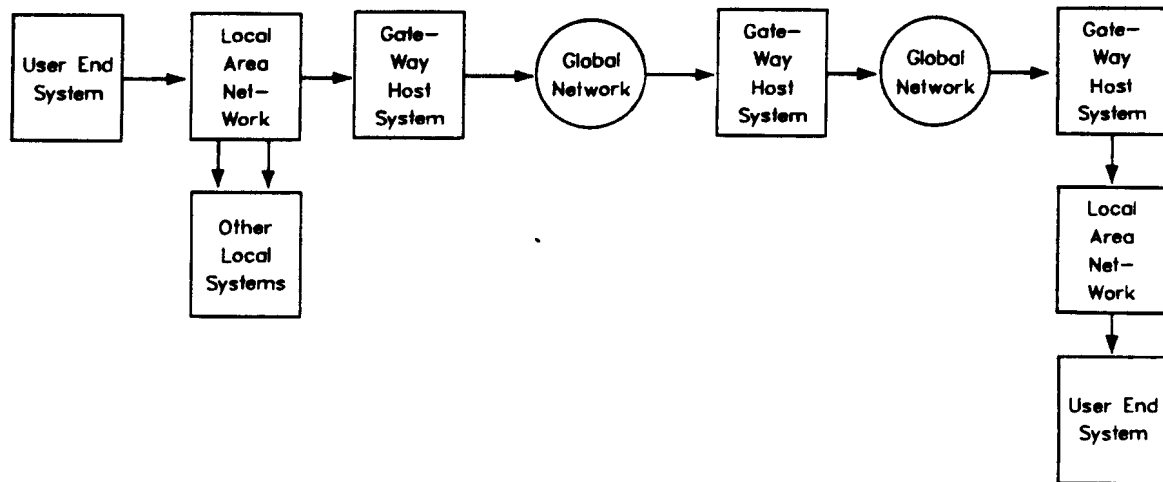 User End
System
Local
Area
Net-
Work
Gate-
Way
Host
System
Global
Network
Gate-
Way
Host
System
Global
Network
Gate-
Way
Host
System
Other
Local
Systems
Local
Area
Net-
Work
User End
System